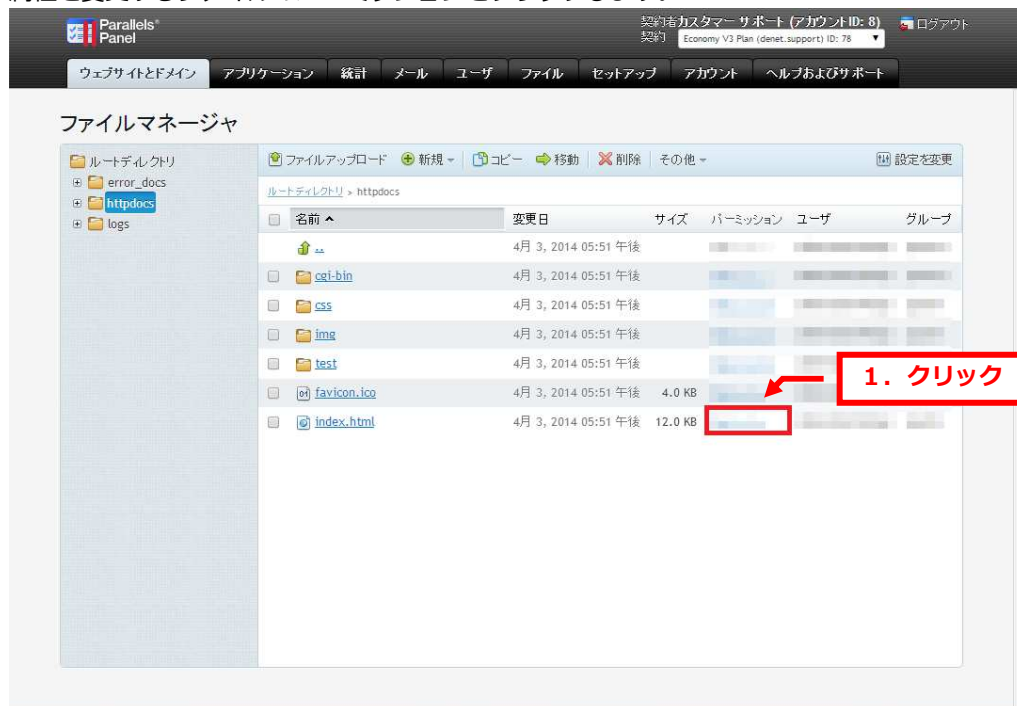 Parallels®
Panel
契約者カスタマー サポート (アカウントID: 8)
契約 Economy V3 Plan (denet.support) ID: 78
ログアウト
ウェブサイトとドメイン アプリケーション 統計 メール ユーザ ファイル セットアップ アカウント ヘルプおよびサポート
ファイルマネージャ
ルートディレクトリ
error_docs
httpdocs
logs
ファイルアップロード 新規 コピー 移動 削除 その他 設定を変更
ルートディレクトリ > httpdocs
名前 変更日 サイズ パーミッション ユーザ グループ
.. 4月 3, 2014 05:51 午後
cgi-bin 4月 3, 2014 05:51 午後
css 4月 3, 2014 05:51 午後
img 4月 3, 2014 05:51 午後
test 4月 3, 2014 05:51 午後
favicon.ico 4月 3, 2014 05:51 午後 4.0 KB
index.html 4月 3, 2014 05:51 午後 12.0 KB
1. クリック